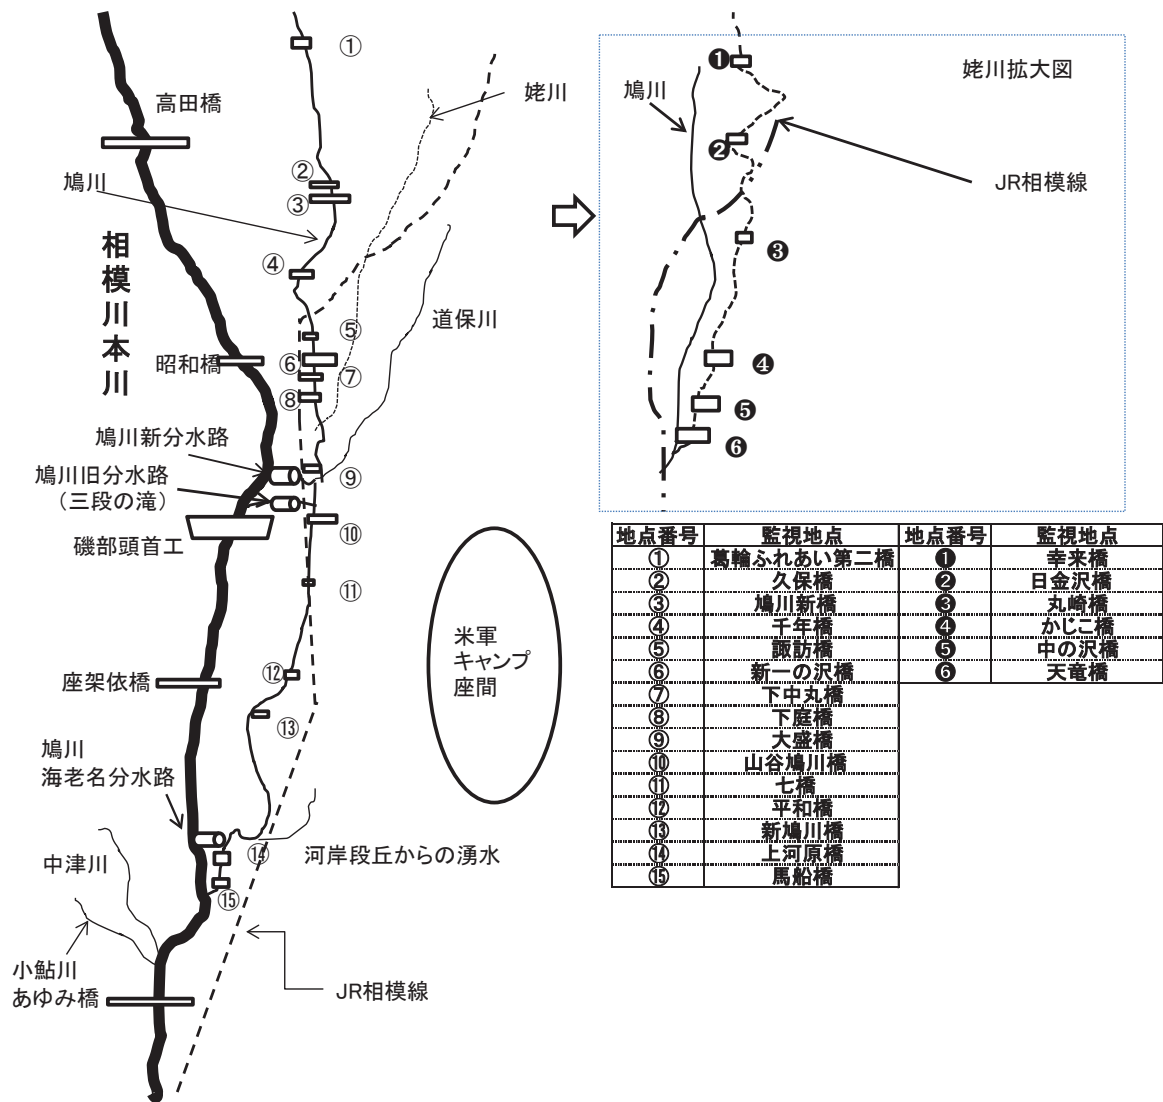 ①
高田橋
②
鳩川
③
相模川本川
④
姥川
道保川
⑤
昭和橋
⑥
⑦
⑧
鳩川新分水路
⑨
鳩川旧分水路
(三段の滝)
⑩
磯部頭首工
⑪
米軍
キャンプ
座間
⑫
座架依橋
⑬
鳩川
海老名分水路
⑭
河岸段丘からの湧水
中津川
⑮
小鮎川
あゆみ橋
JR相模線
姥川拡大図
❶
鳩川
❷
JR相模線
❸
❹
❺
❻
地点番号 監視地点 地点番号 監視地点
① 葛輪ふれあい第二橋 ❶ 幸来橋
② 久保橋 ❷ 日金沢橋
③ 鳩川新橋 ❸ 丸崎橋
④ 千年橋 ❹ かじこ橋
⑤ 諏訪橋 ❺ 中の沢橋
⑥ 新一の沢橋 ❻ 天竜橋
⑦ 下中丸橋
⑧ 下庭橋
⑨ 大盛橋
⑩ 山谷鳩川橋
⑪ 七橋
⑫ 平和橋
⑬ 新鳩川橋
⑭ 上河原橋
⑮ 馬船橋